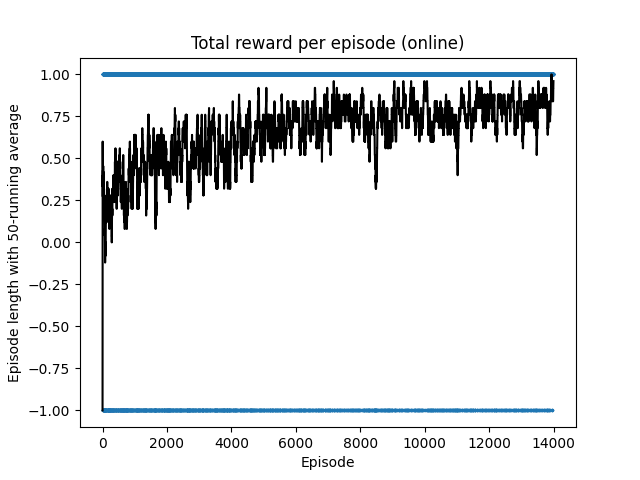 Total reward per episode (online)
Episode length with 50-running average
1.00
0.75
0.50
0.25
0.00
−0.25
−0.50
−0.75
−1.00
0 2000 4000 6000 8000 10000 12000 14000
Episode